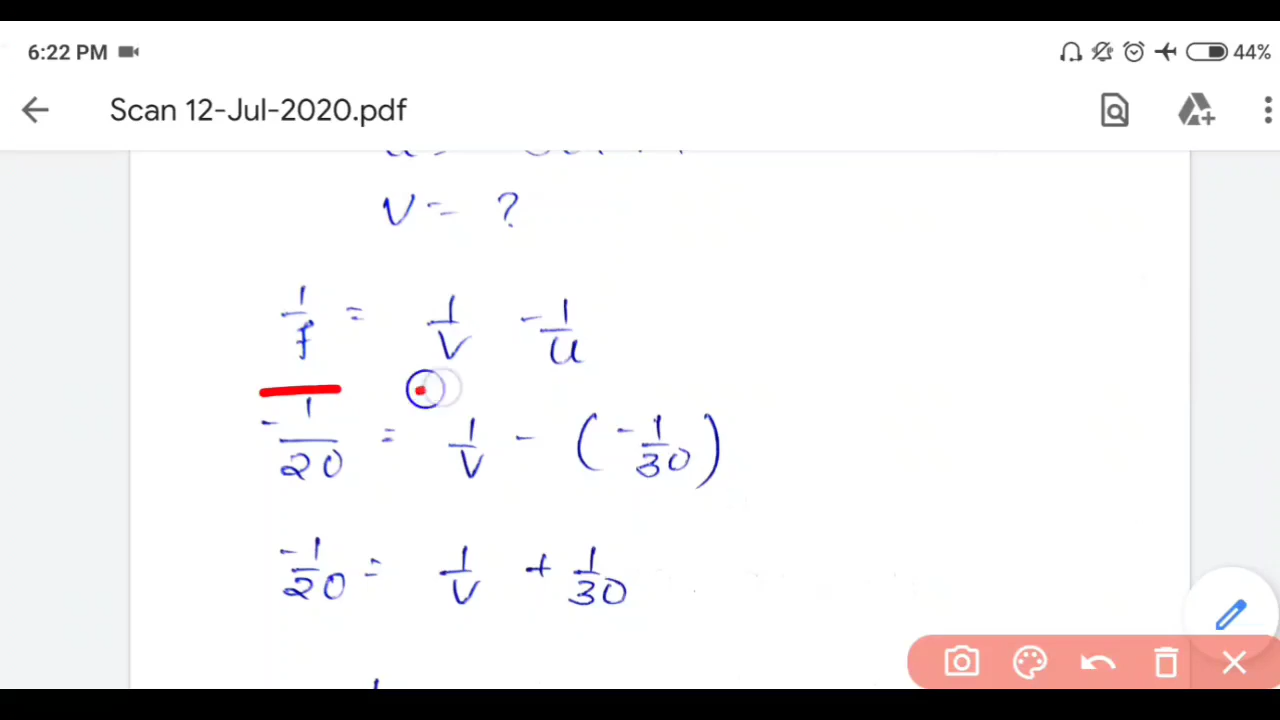 6:22 PM 44%
Scan 12-Jul-2020.pdf
v = ?
1/f = 1/v - 1/u
-1/20 = 1/v - (-1/30)
-1/20 = 1/v + 1/30